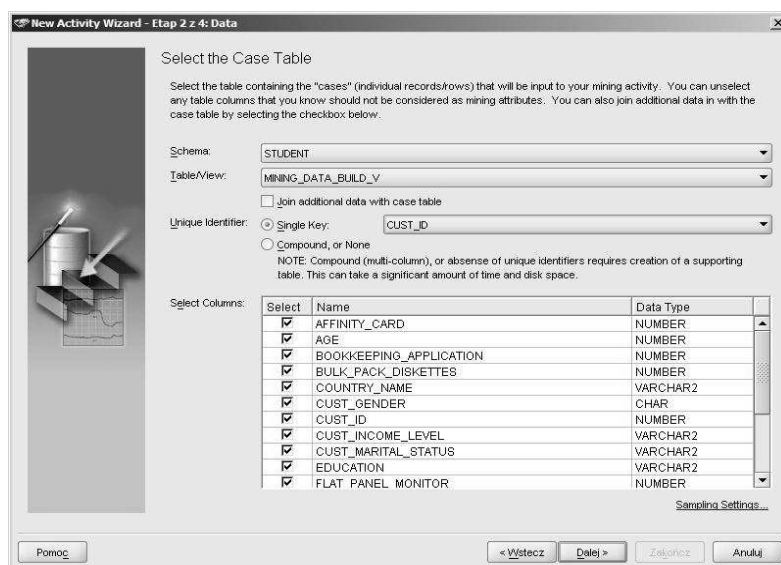 New Activity Wizard - Etap 2 z 4: Data
Select the Case Table
Select the table containing the "cases" (individual records/rows) that will be input to your mining activity. You can unselect
any table columns that you know should not be considered as mining attributes. You can also join additional data in with the
case table by selecting the checkbox below.
Schema: STUDENT
Table/View: MINING_DATA_BUILD_V
Join additional data with case table
Unique Identifier: Single Key: CUST_ID
Compound, or None
NOTE: Compound (multi-column), or absense of unique identifiers requires creation of a supporting
table. This can take a significant amount of time and disk space.
Select Columns: Select Name Data Type
AFFINITY_CARD NUMBER
AGE NUMBER
BOOKKEEPING_APPLICATION NUMBER
BULK_PACK_DISKETTES NUMBER
COUNTRY_NAME VARCHAR2
CUST_GENDER CHAR
CUST_ID NUMBER
CUST_INCOME_LEVEL VARCHAR2
CUST_MARITAL_STATUS VARCHAR2
EDUCATION VARCHAR2
FLAT_PANEL_MONITOR NUMBER
Sampling Settings...
Pomoc « Wstecz Dalej » Zakończ Anuluj